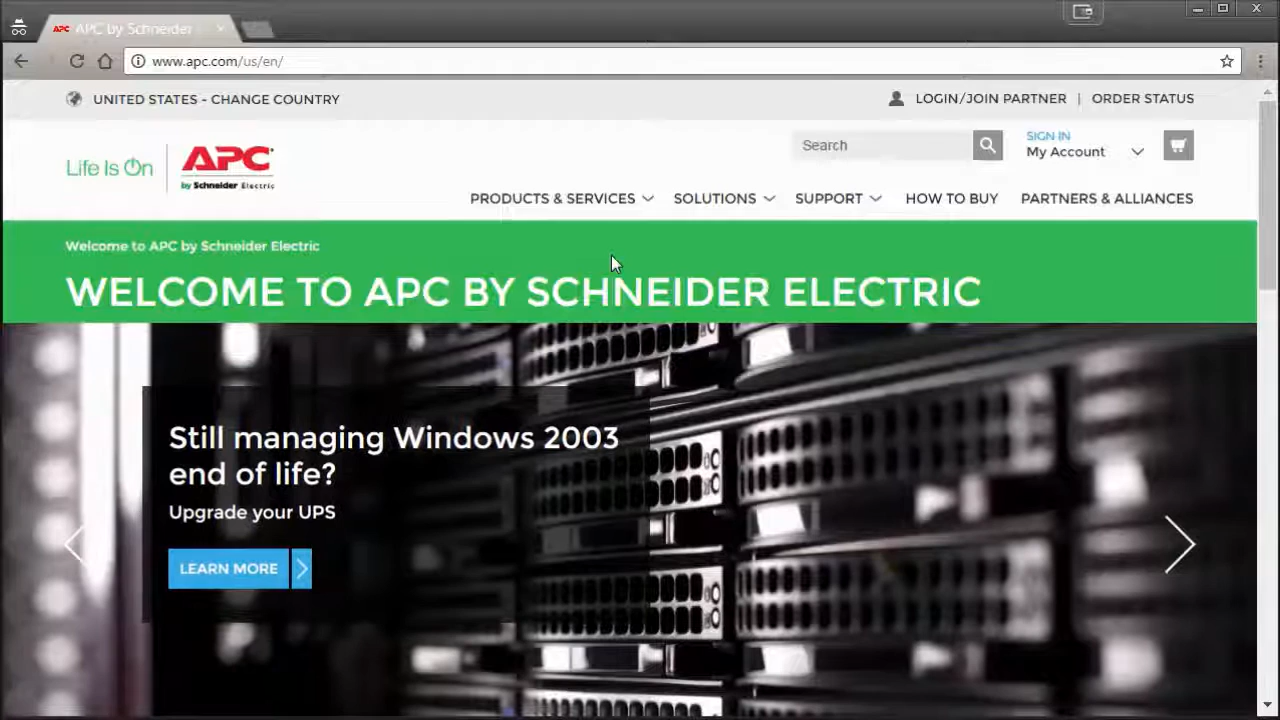 APC APC by Schneider
www.apc.com/us/en/
UNITED STATES - CHANGE COUNTRY
LOGIN/JOIN PARTNER | ORDER STATUS
Life Is On
APC
by Schneider Electric
Search
SIGN IN
My Account
PRODUCTS & SERVICES
SOLUTIONS
SUPPORT
HOW TO BUY
PARTNERS & ALLIANCES
Welcome to APC by Schneider Electric
WELCOME TO APC BY SCHNEIDER ELECTRIC
Still managing Windows 2003
end of life?
Upgrade your UPS
LEARN MORE